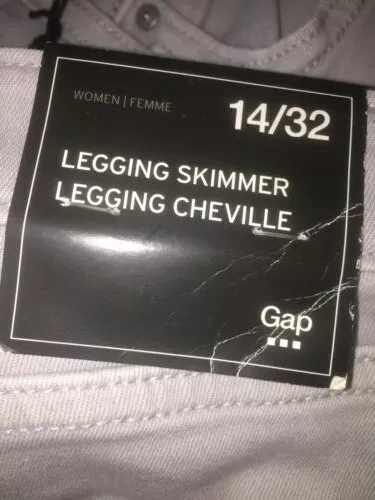 WOMEN | FEMME
14/32
LEGGING SKIMMER
LEGGING CHEVILLE
Gap